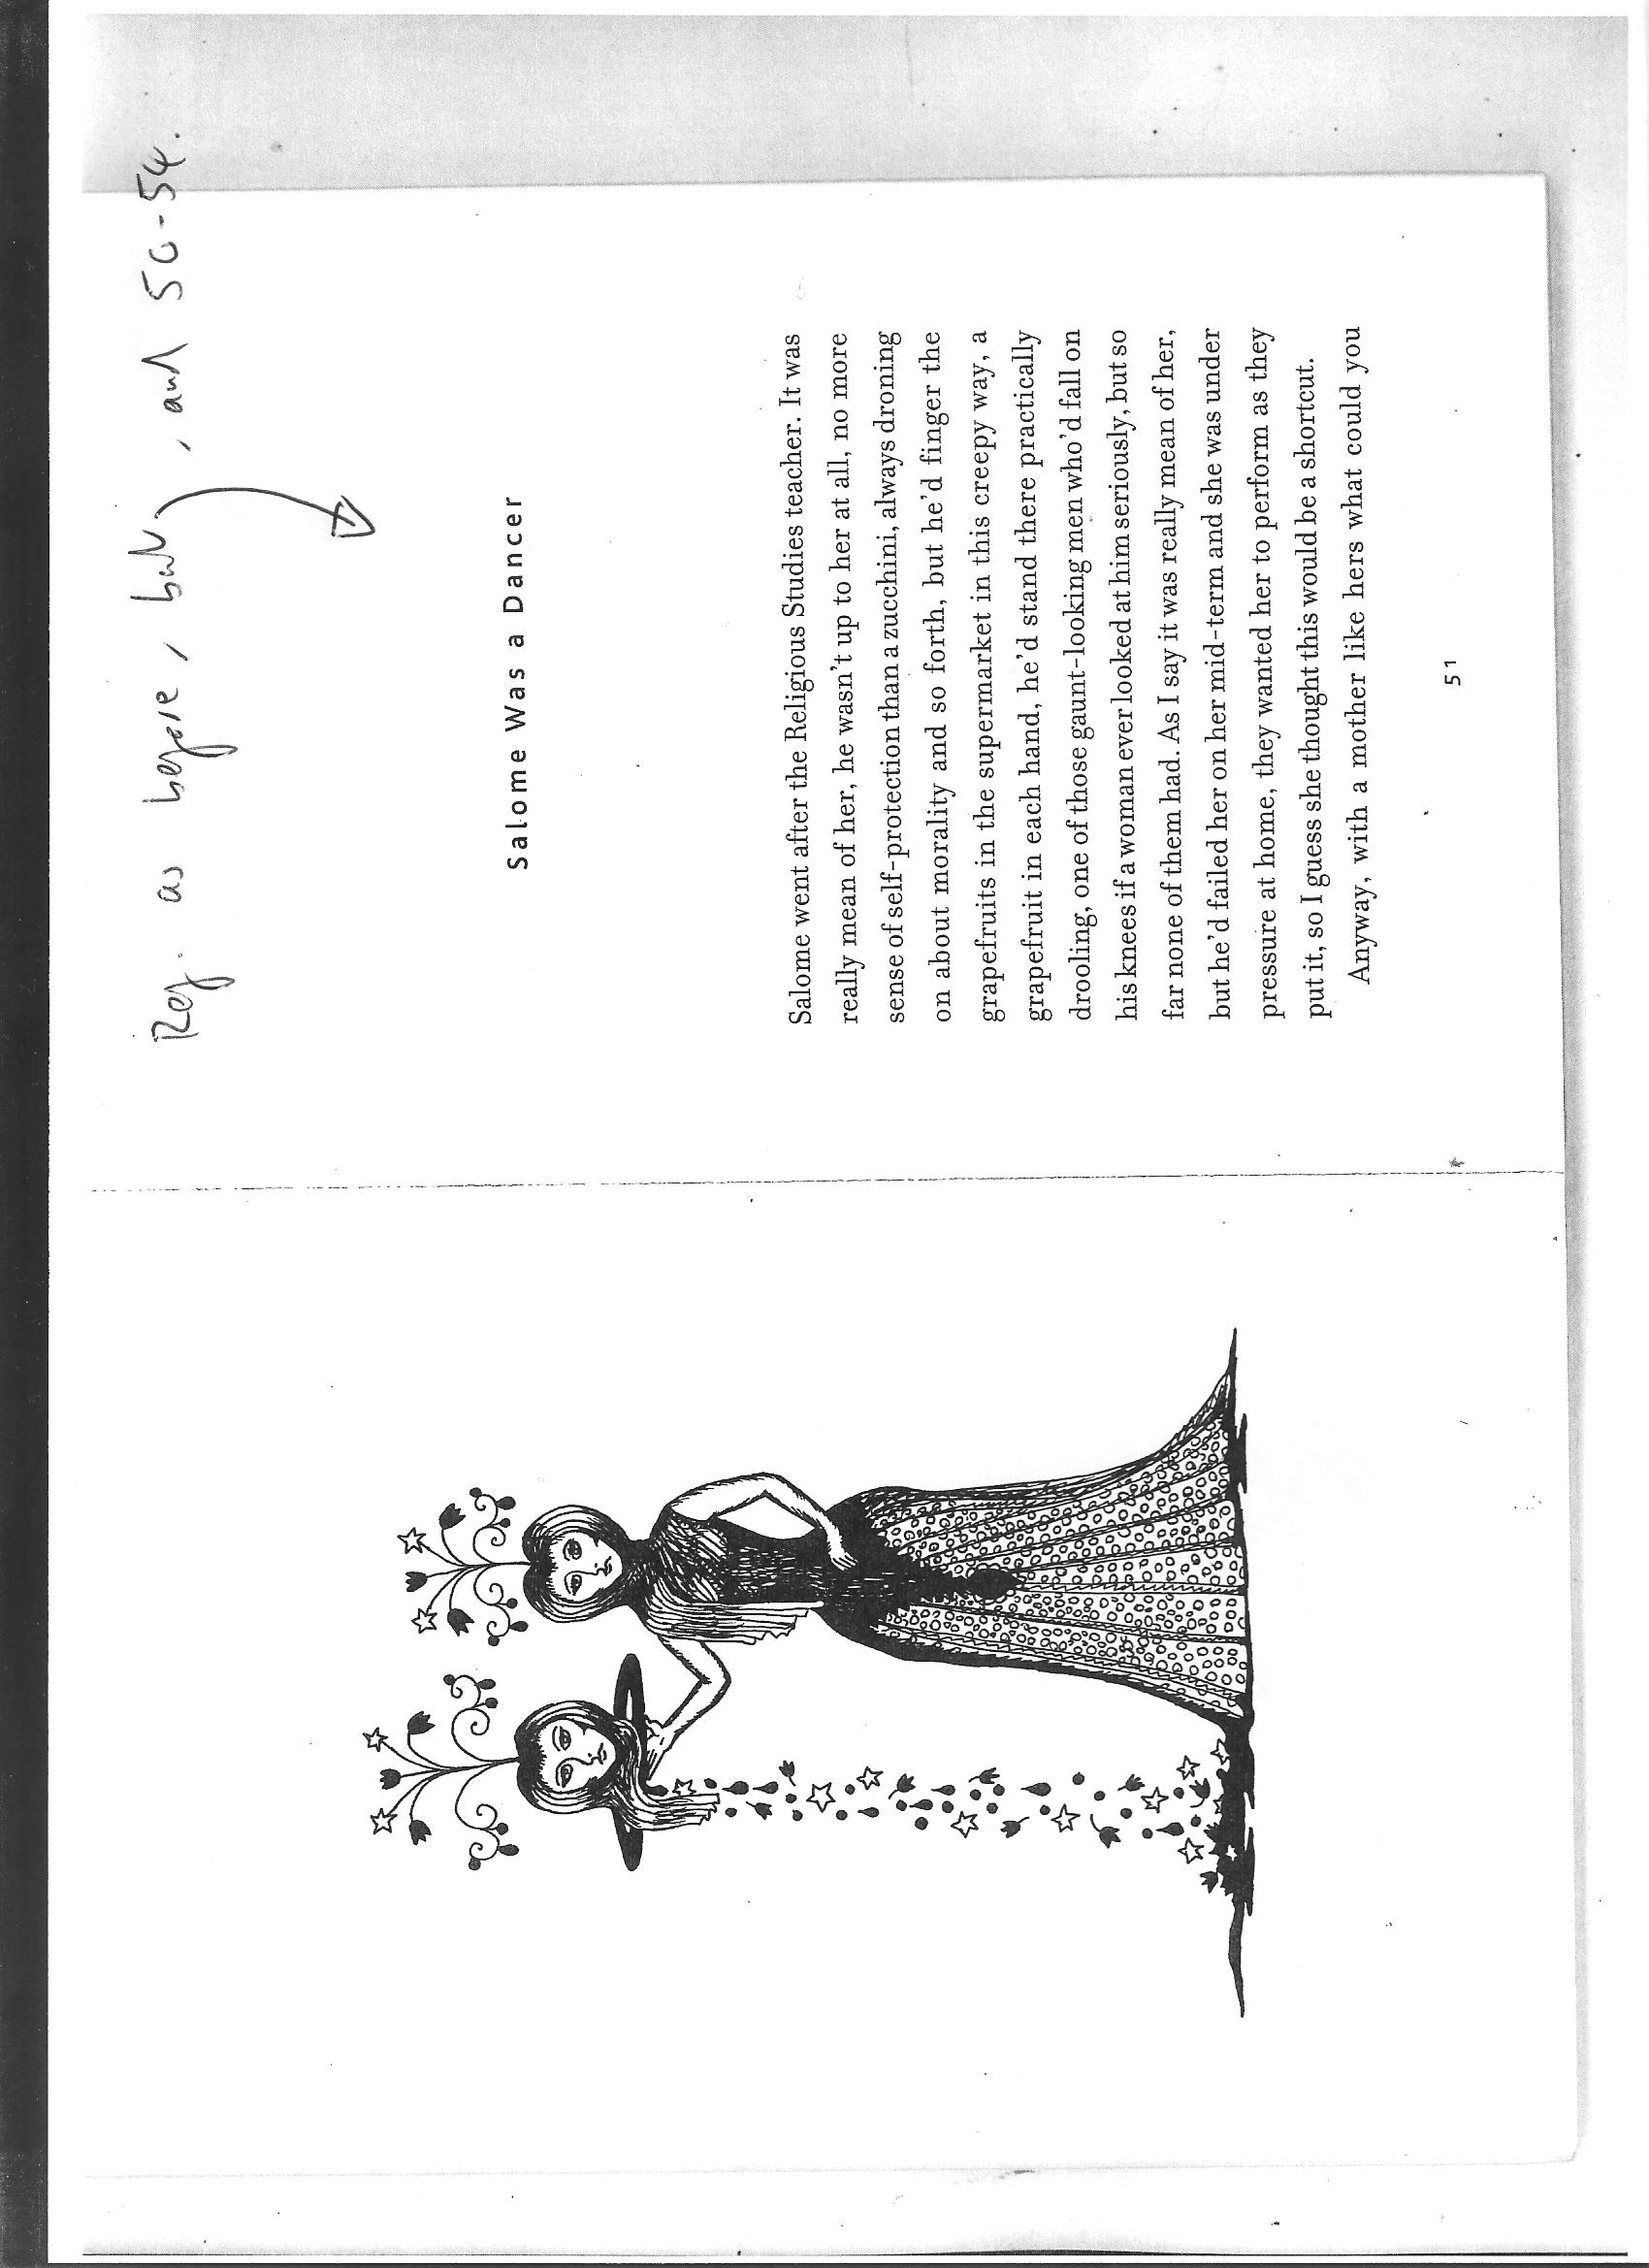 Ref. as before, but, and 50-54.
Salome Was a Dancer
Salome went after the Religious Studies teacher. It was
really mean of her, he wasn't up to her at all, no more
sense of self-protection than a zucchini, always droning
on about morality and so forth, but he'd finger the
grapefruits in the supermarket in this creepy way, a
grapefruit in each hand, he'd stand there practically
drooling, one of those gaunt-looking men who'd fall on
his knees if a woman ever looked at him seriously, but so
far none of them had. As I say it was really mean of her,
but he'd failed her on her mid-term and she was under
pressure at home, they wanted her to perform as they
put it, so I guess she thought this would be a shortcut.
Anyway, with a mother like hers what could you
51